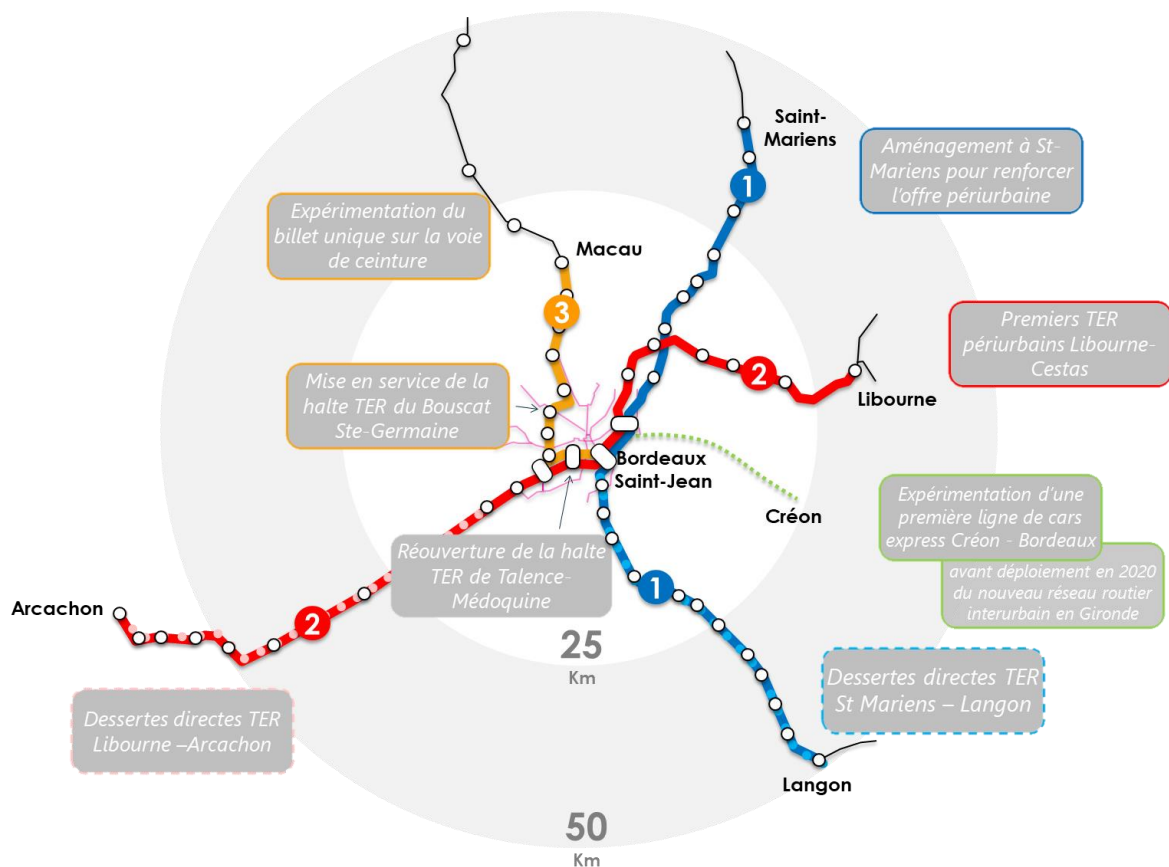 Saint-
Mariens
1
Aménagement à St-
Mariens pour renforcer
l'offre périurbaine
Expérimentation du
billet unique sur la voie
de ceinture
Macau
3
Premiers TER
périurbains Libourne-
Cestas
Mise en service de la
halte TER du Bouscat
Ste-Germaine
2
Libourne
Bordeaux
Saint-Jean
Créon
Expérimentation d'une
première ligne de cars
express Créon - Bordeaux
avant déploiement en 2020
du nouveau réseau routier
interurbain en Gironde
Réouverture de la halte
TER de Talence-
Médoquine
1
Arcachon
2
25
Km
Dessertes directes TER
St Mariens – Langon
Dessertes directes TER
Libourne –Arcachon
Langon
50
Km